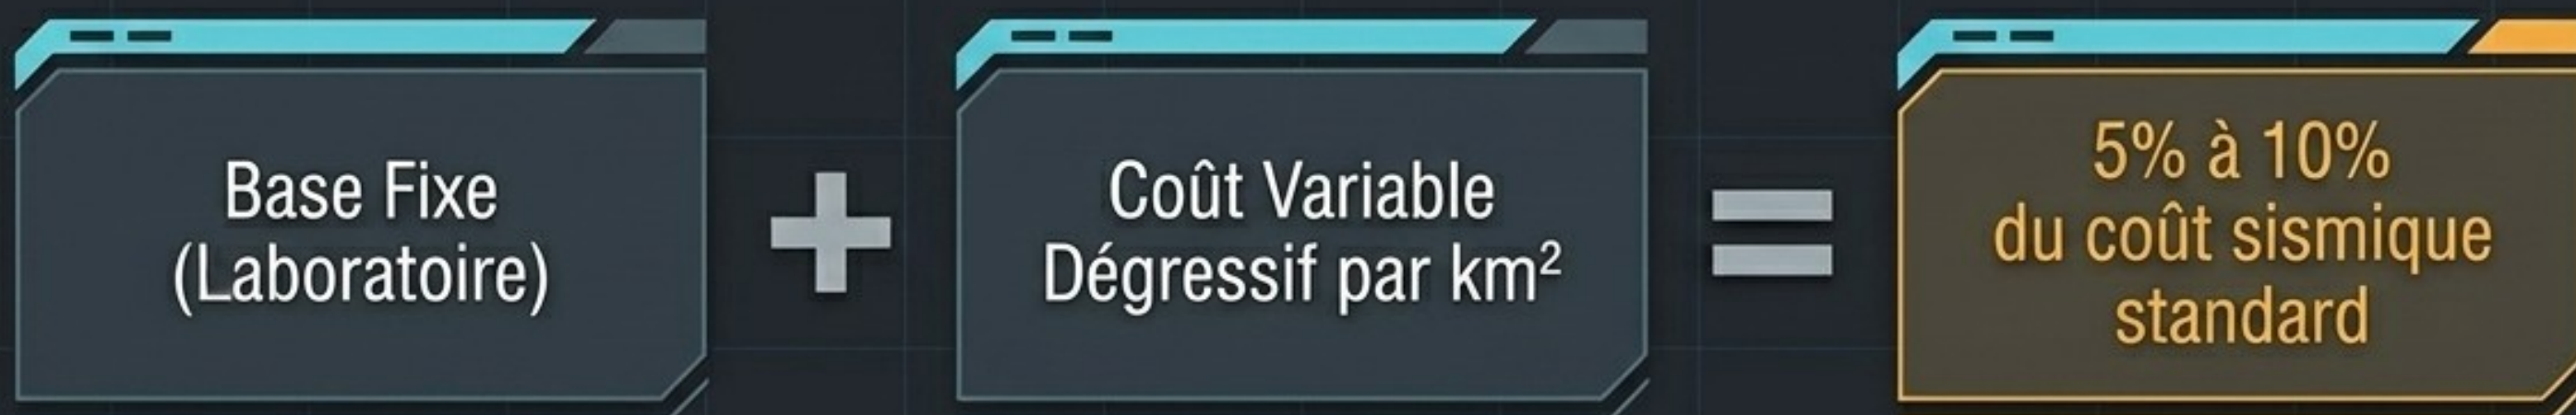 Base Fixe
(Laboratoire)
+
Coût Variable
Dégressif par km²
=
5% à 10%
du coût sismique
standard